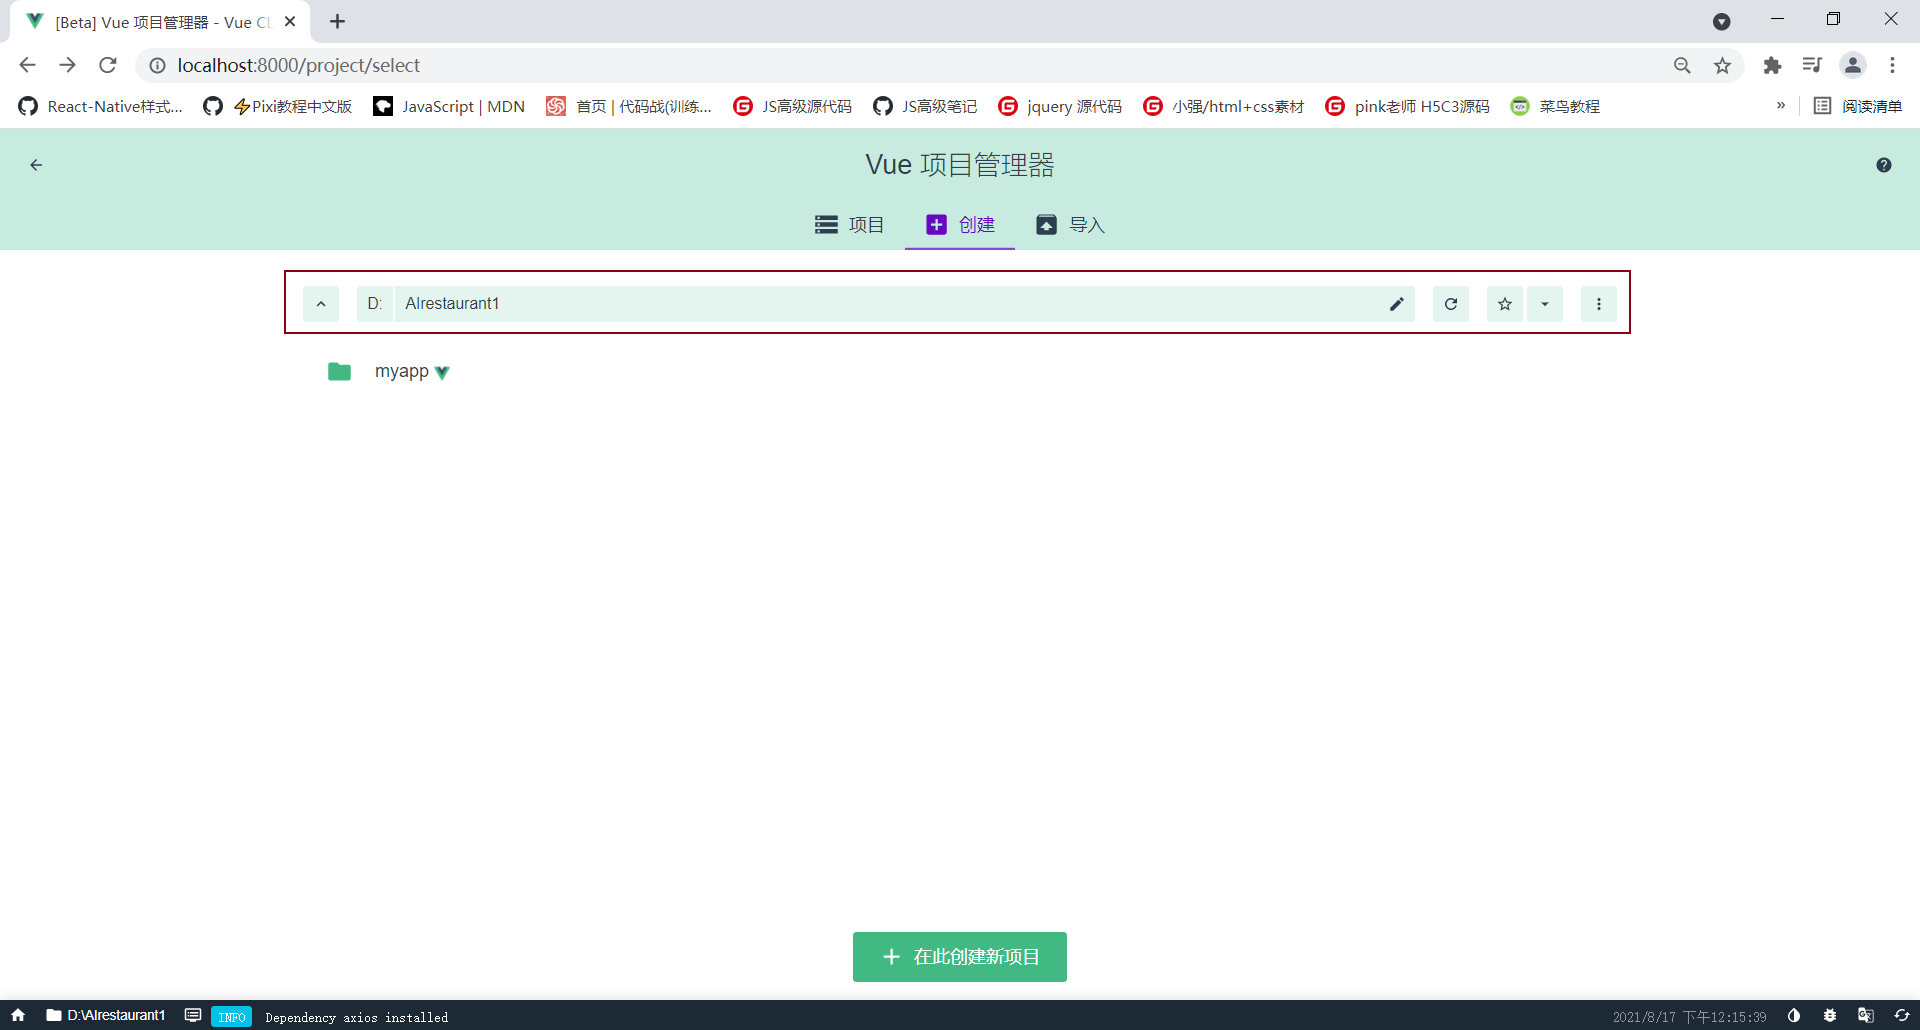 [Beta] Vue 项目管理器 - Vue CL
localhost:8000/project/select
React-Native样式...
⚡Pixi教程中文版
JavaScript | MDN
首页 | 代码战(训练...
JS高级源代码
JS高级笔记
jquery 源代码
小强/html+css素材
pink老师 H5C3源码
菜鸟教程
»
阅读清单
Vue 项目管理器
项目
创建
导入
D:
AIrestaurant1
myapp
在此创建新项目
D:\AIrestaurant1
INFO
Dependency axios installed
2021/8/17 下午12:15:39